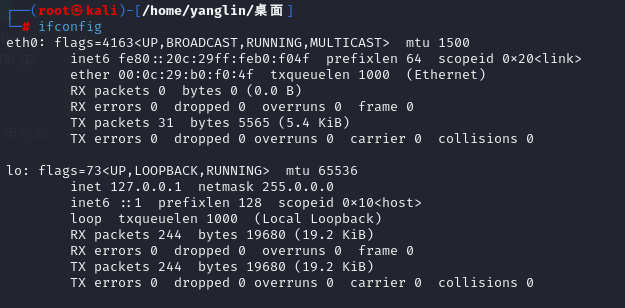 ┌──(root㉿kali)-[/home/yanglin/桌面]
└─# ifconfig
eth0: flags=4163<UP,BROADCAST,RUNNING,MULTICAST>  mtu 1500
        inet6 fe80::20c:29ff:feb0:f04f  prefixlen 64  scopeid 0×20<link>
        ether 00:0c:29:b0:f0:4f  txqueuelen 1000  (Ethernet)
        RX packets 0  bytes 0 (0.0 B)
        RX errors 0  dropped 0  overruns 0  frame 0
        TX packets 31  bytes 5565 (5.4 KiB)
        TX errors 0  dropped 0 overruns 0  carrier 0  collisions 0

lo: flags=73<UP,LOOPBACK,RUNNING>  mtu 65536
        inet 127.0.0.1  netmask 255.0.0.0
        inet6 ::1  prefixlen 128  scopeid 0×10<host>
        loop  txqueuelen 1000  (Local Loopback)
        RX packets 244  bytes 19680 (19.2 KiB)
        RX errors 0  dropped 0  overruns 0  frame 0
        TX packets 244  bytes 19680 (19.2 KiB)
        TX errors 0  dropped 0 overruns 0  carrier 0  collisions 0